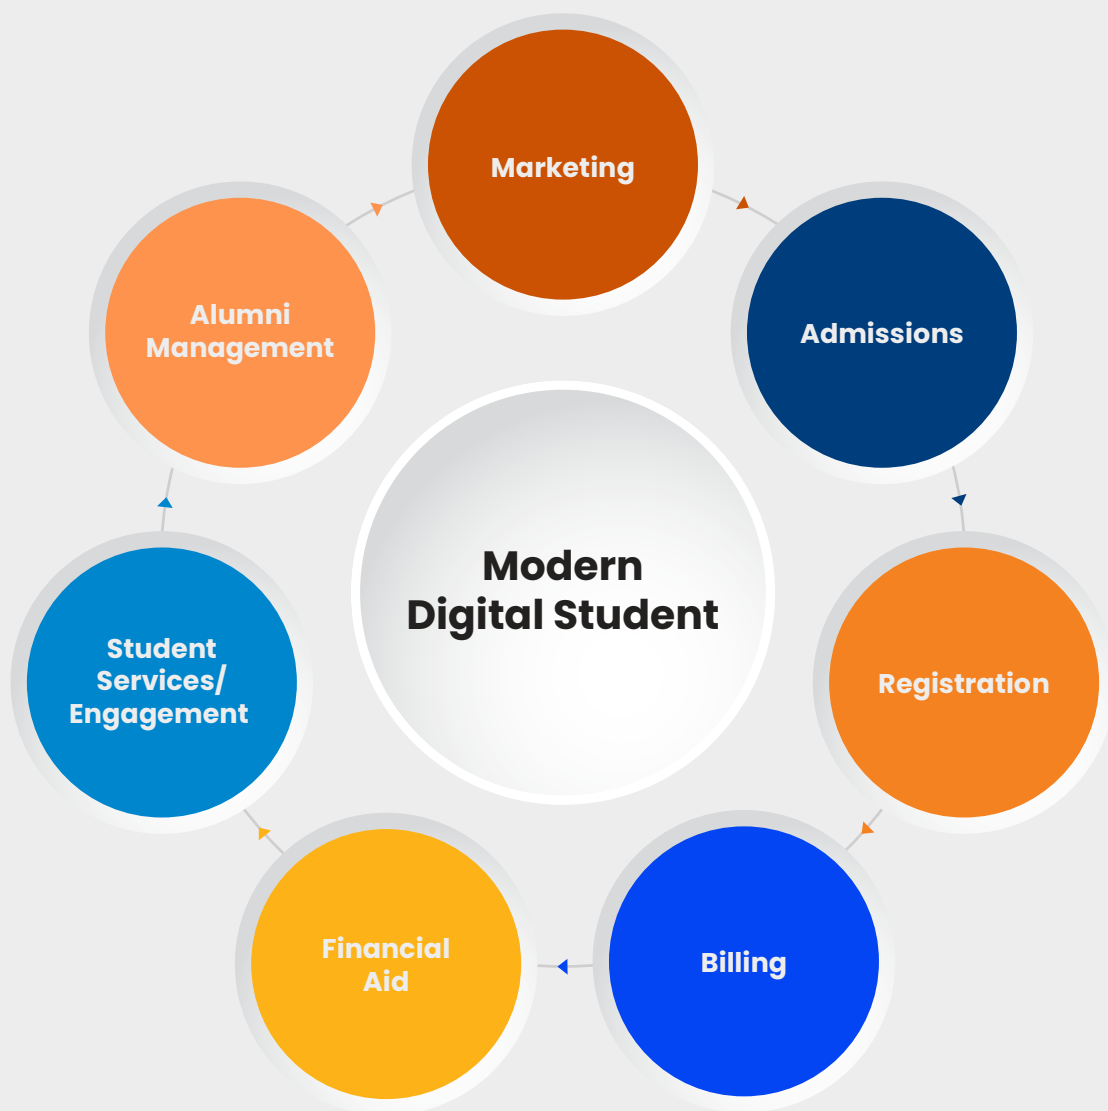 Marketing
Admissions
Registration
Billing
Financial
Aid
Student
Services/
Engagement
Alumni
Management
Modern
Digital Student